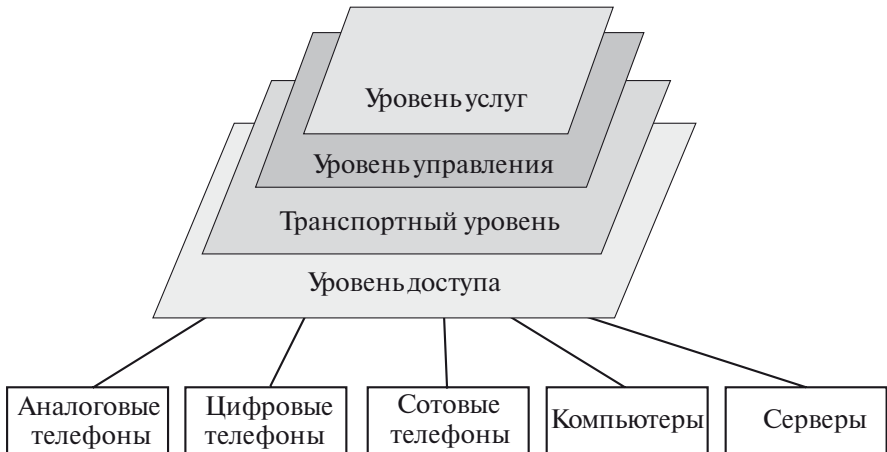 Уровень услуг
Уровень управления
Транспортный уровень
Уровень доступа
Аналоговые
телефоны
Цифровые
телефоны
Сотовые
телефоны
Компьютеры
Серверы